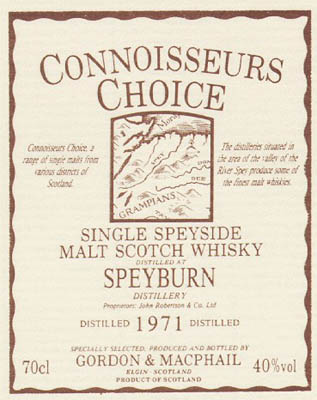 CONNOISSEURS
CHOICE
Connoisseurs Choice, a
range of single malts from
various districts of
Scotland.
The distilleries situated in
the area of the valley of the
River Spey produce some of
the finest malt whiskies.
Moray
DEE
GRAMPIANS
SINGLE SPEYSIDE
MALT SCOTCH WHISKY
DISTILLED AT
SPEYBURN
DISTILLERY
Proprietors: John Robertson & Co. Ltd
DISTILLED 1971 DISTILLED
SPECIALLY SELECTED, PRODUCED AND BOTTLED BY
70cl GORDON & MACPHAIL 40%vol
ELGIN · SCOTLAND
PRODUCT OF SCOTLAND